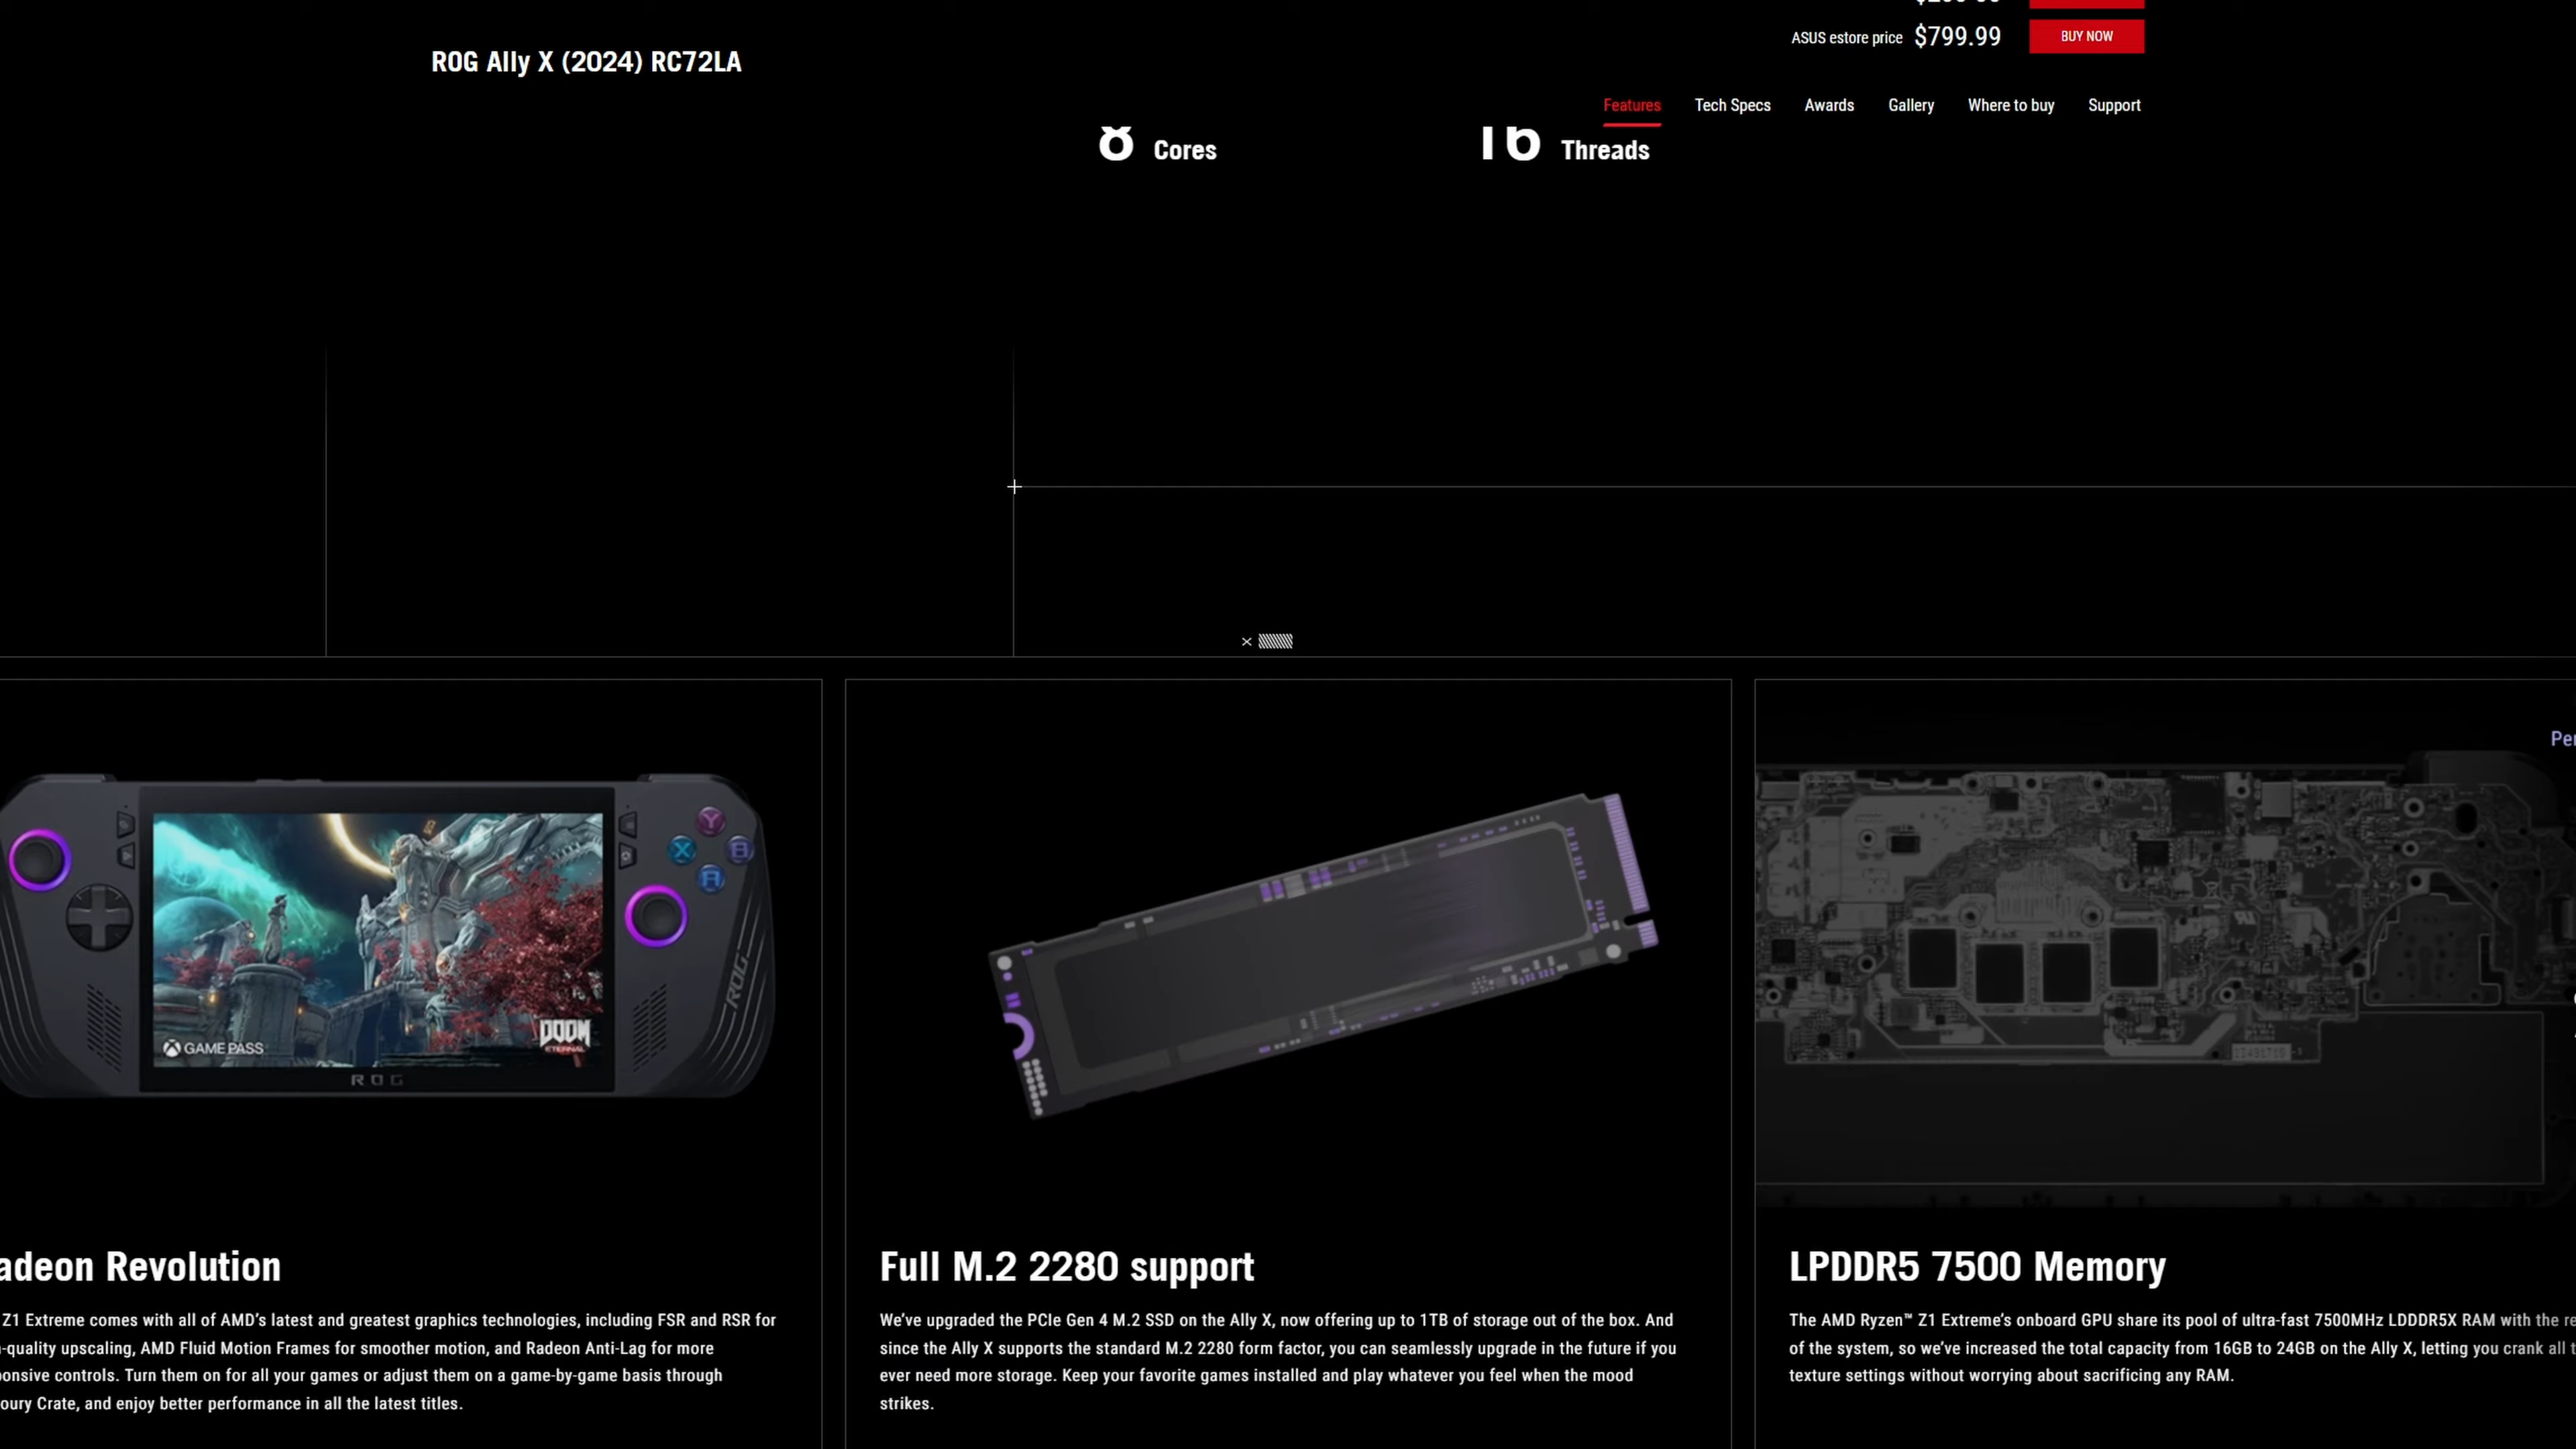 ASUS estore price $799.99 BUY NOW
ROG Ally X (2024) RC72LA
Features Tech Specs Awards Gallery Where to buy Support
8 Cores 16 Threads
Y
X B
A
ROG
GAME PASS
DOOM
ETERNAL
ROG
adeon Revolution
Z1 Extreme comes with all of AMD's latest and greatest graphics technologies, including FSR and RSR for
-quality upscaling, AMD Fluid Motion Frames for smoother motion, and Radeon Anti-Lag for more
ponsive controls. Turn them on for all your games or adjust them on a game-by-game basis through
oury Crate, and enjoy better performance in all the latest titles.
Full M.2 2280 support
We've upgraded the PCIe Gen 4 M.2 SSD on the Ally X, now offering up to 1TB of storage out of the box. And
since the Ally X supports the standard M.2 2280 form factor, you can seamlessly upgrade in the future if you
ever need more storage. Keep your favorite games installed and play whatever you feel when the mood
strikes.
Per
LPDDR5 7500 Memory
The AMD Ryzen™ Z1 Extreme's onboard GPU share its pool of ultra-fast 7500MHz LDDDR5X RAM with the re
of the system, so we've increased the total capacity from 16GB to 24GB on the Ally X, letting you crank all t
texture settings without worrying about sacrificing any RAM.